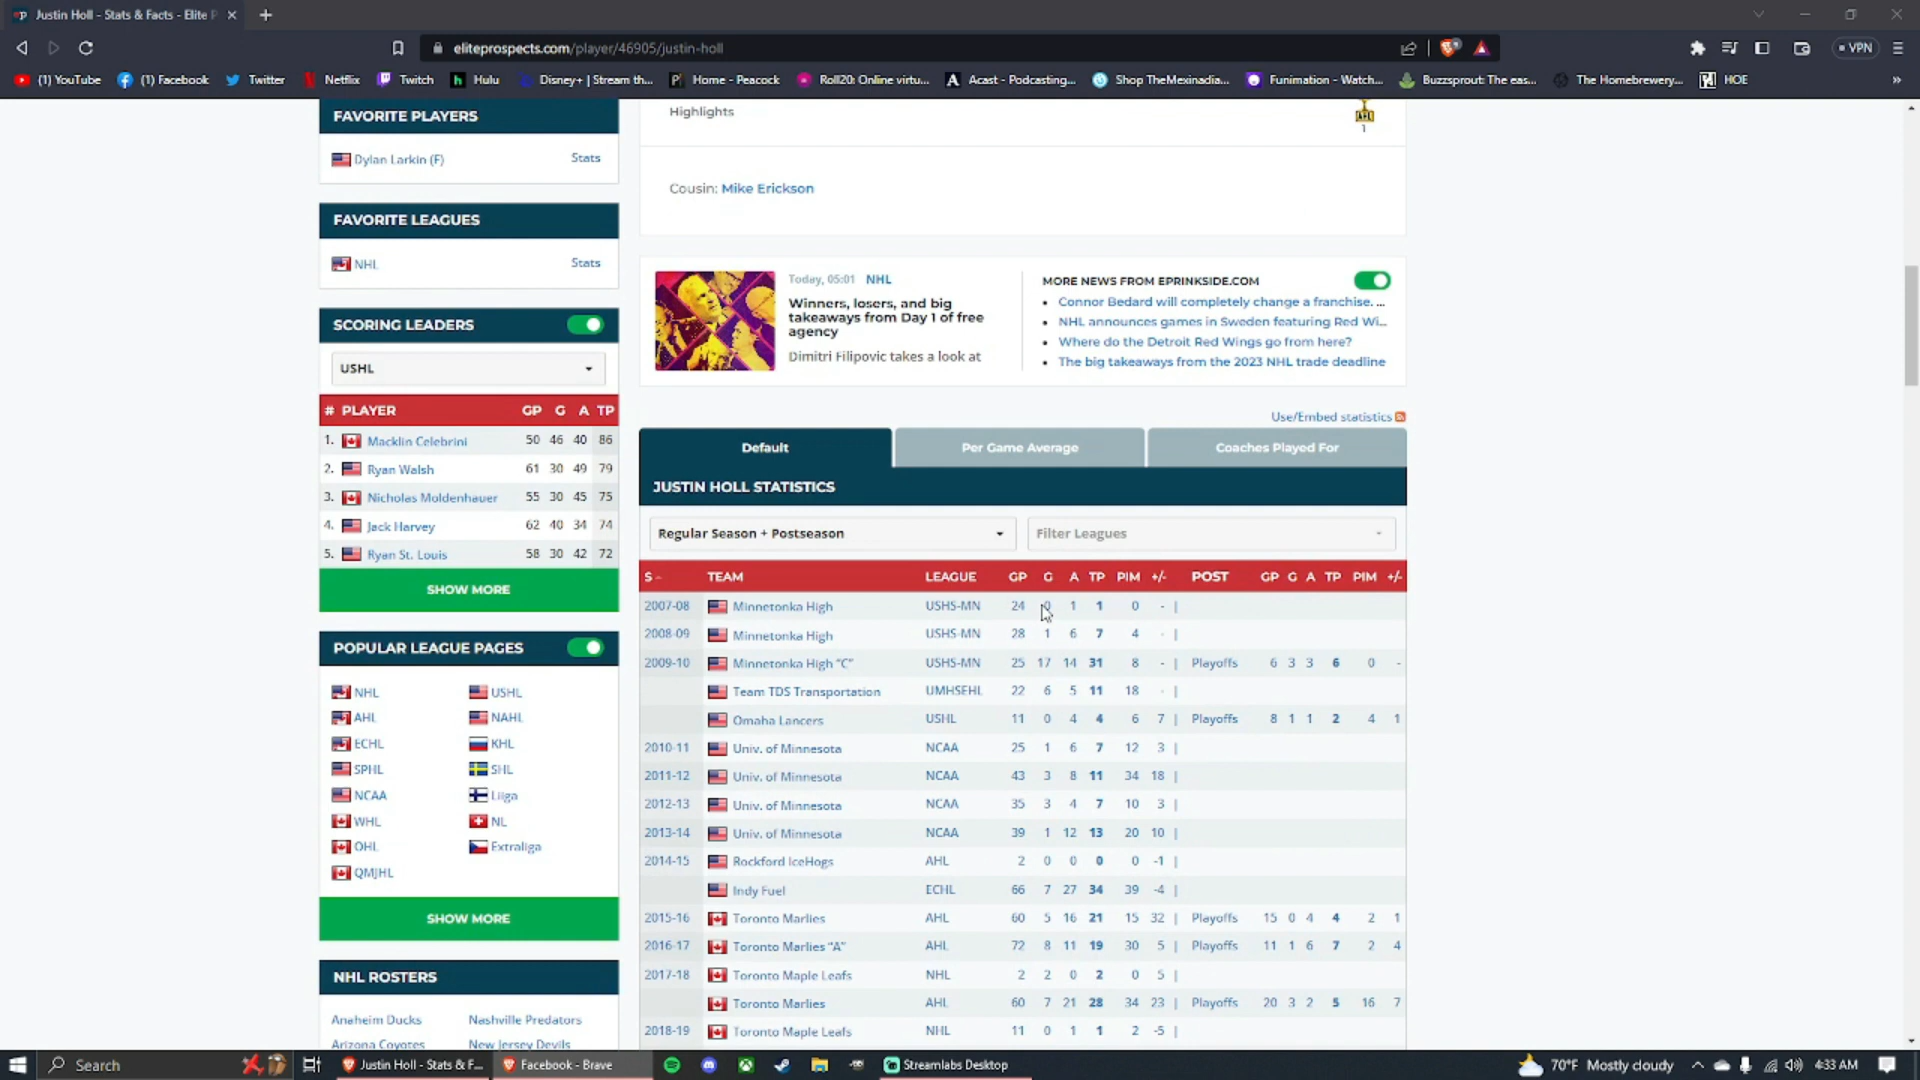 Justin Holl - Stats & Facts - Elite P
eliteprospects.com/player/46905/justin-holl
VPN
(1) YouTube (1) Facebook Twitter Netflix Twitch Hulu Disney+ | Stream th... Home - Peacock Roll20: Online virtu... Acast - Podcasting... Shop TheMexinadia... Funimation - Watch... Buzzsprout: The eas... The Homebrewery... HOE
FAVORITE PLAYERS
Dylan Larkin (F) Stats
FAVORITE LEAGUES
NHL Stats
SCORING LEADERS
USHL
# PLAYER GP G A TP
1. Macklin Celebrini 50 46 40 86
2. Ryan Walsh 61 30 49 79
3. Nicholas Moldenhauer 55 30 45 75
4. Jack Harvey 62 40 34 74
5. Ryan St. Louis 58 30 42 72
SHOW MORE
POPULAR LEAGUE PAGES
NHL USHL
AHL NAHL
ECHL KHL
SPHL SHL
NCAA Liiga
WHL NL
OHL Extraliga
QMJHL
SHOW MORE
NHL ROSTERS
Anaheim Ducks Nashville Predators
Arizona Coyotes New Jersey Devils
Highlights
AHL
1
Cousin: Mike Erickson
Today, 05:01 NHL
Winners, losers, and big
takeaways from Day 1 of free
agency
Dimitri Filipovic takes a look at
MORE NEWS FROM EPRINKSIDE.COM
• Connor Bedard will completely change a franchise. ...
• NHL announces games in Sweden featuring Red Wi...
• Where do the Detroit Red Wings go from here?
• The big takeaways from the 2023 NHL trade deadline
Use/Embed statistics
Default Per Game Average Coaches Played For
JUSTIN HOLL STATISTICS
Regular Season + Postseason Filter Leagues
S TEAM LEAGUE GP G A TP PIM +/- POST GP G A TP PIM +/-
2007-08 Minnetonka High USHS-MN 24 0 1 1 0 - |
2008-09 Minnetonka High USHS-MN 28 1 6 7 4 - |
2009-10 Minnetonka High "C" USHS-MN 25 17 14 31 8 - | Playoffs 6 3 3 6 0 -
Team TDS Transportation UMHSEHL 22 6 5 11 18 - |
Omaha Lancers USHL 11 0 4 4 6 7 | Playoffs 8 1 1 2 4 1
2010-11 Univ. of Minnesota NCAA 25 1 6 7 12 3 |
2011-12 Univ. of Minnesota NCAA 43 3 8 11 34 18 |
2012-13 Univ. of Minnesota NCAA 35 3 4 7 10 3 |
2013-14 Univ. of Minnesota NCAA 39 1 12 13 20 10 |
2014-15 Rockford IceHogs AHL 2 0 0 0 0 -1 |
Indy Fuel ECHL 66 7 27 34 39 -4 |
2015-16 Toronto Marlies AHL 60 5 16 21 15 32 | Playoffs 15 0 4 4 2 1
2016-17 Toronto Marlies "A" AHL 72 8 11 19 30 5 | Playoffs 11 1 6 7 2 4
2017-18 Toronto Maple Leafs NHL 2 2 0 2 0 5 |
Toronto Marlies AHL 60 7 21 28 34 23 | Playoffs 20 3 2 5 16 7
2018-19 Toronto Maple Leafs NHL 11 0 1 1 2 -5 |
Search Justin Holl - Stats & F... Facebook - Brave Streamlabs Desktop 70°F Mostly cloudy 4:33 AM